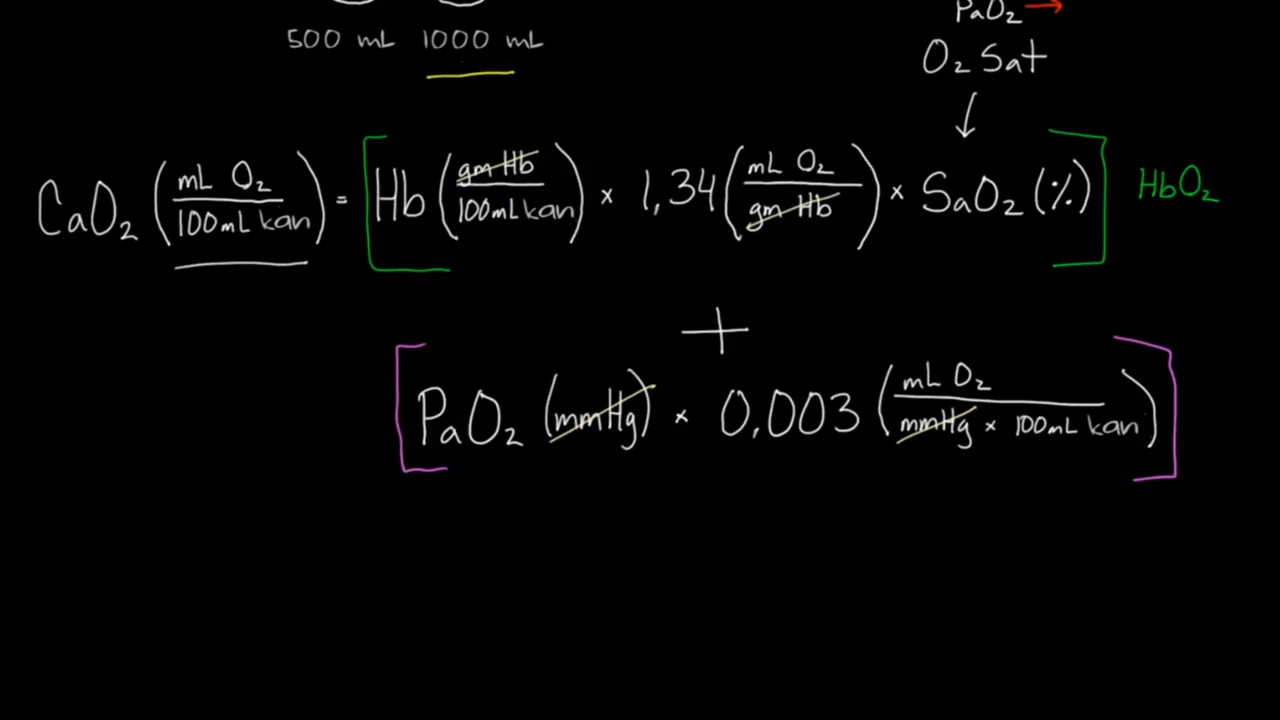 PaO₂ →
500 mL 1000 mL
O₂ Sat
↓
CaO₂ (mL O₂ / 100mL kan) = [Hb (gm Hb / 100mL kan) × 1,34 (mL O₂ / gm Hb) × SaO₂ (%)] HbO₂
+
[PaO₂ (mmHg) × 0,003 (mL O₂ / mmHg × 100mL kan)]